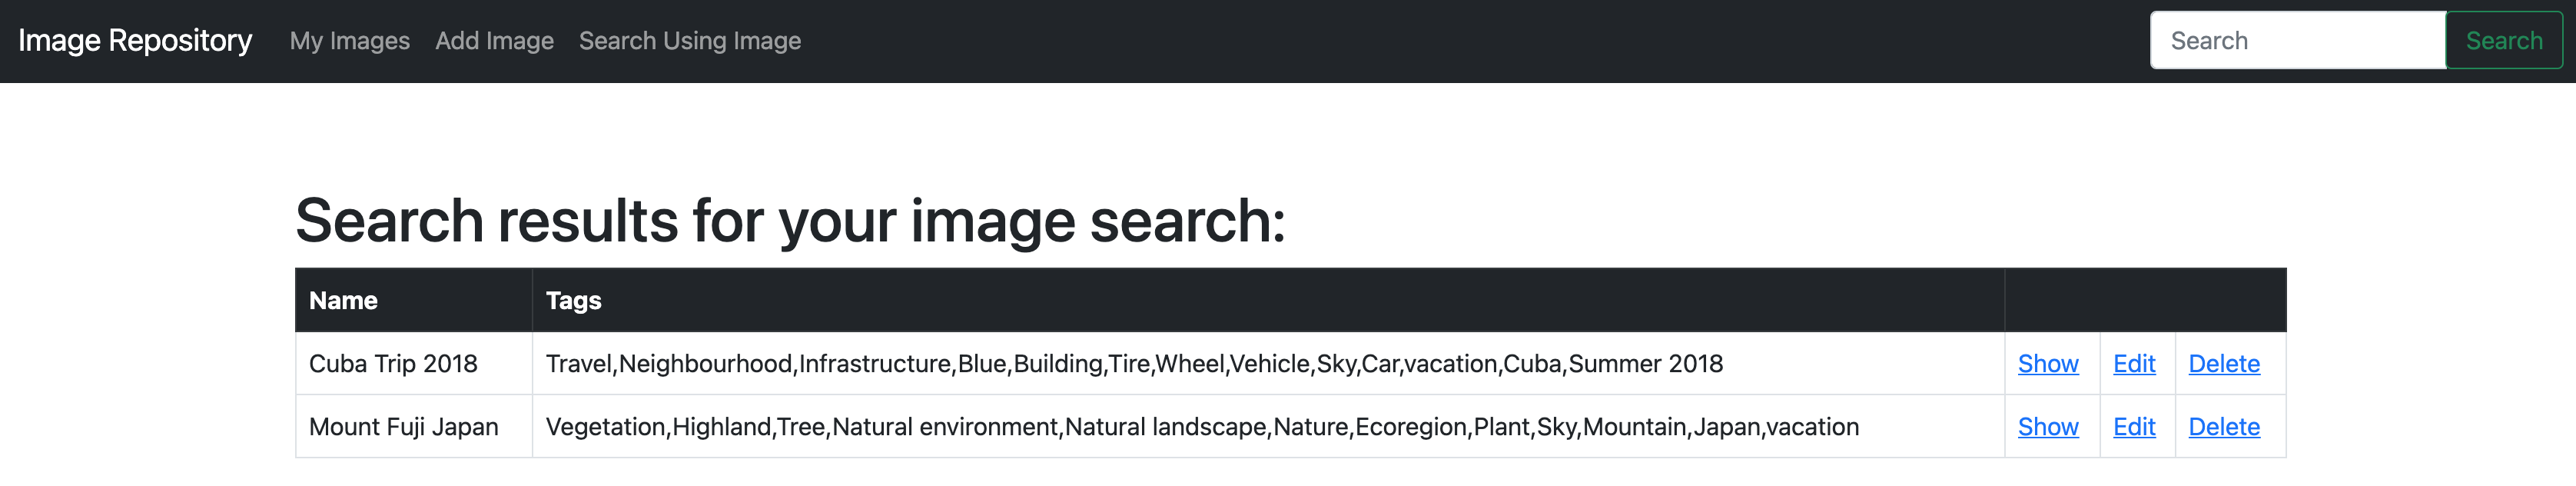 Image Repository My Images Add Image Search Using Image Search Search
Search results for your image search:
Name Tags
Cuba Trip 2018 Travel,Neighbourhood,Infrastructure,Blue,Building,Tire,Wheel,Vehicle,Sky,Car,vacation,Cuba,Summer 2018 Show Edit Delete
Mount Fuji Japan Vegetation,Highland,Tree,Natural environment,Natural landscape,Nature,Ecoregion,Plant,Sky,Mountain,Japan,vacation Show Edit Delete